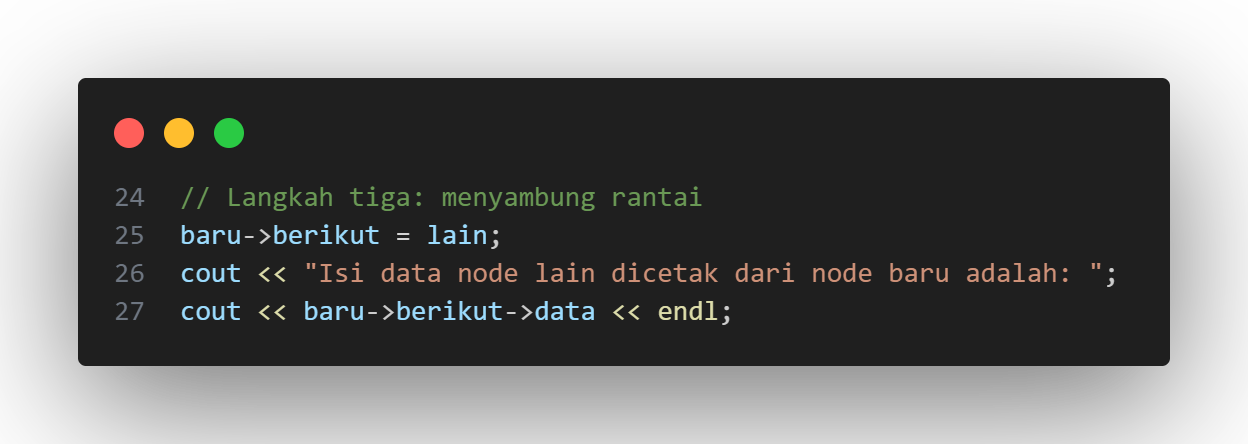 24 // Langkah tiga: menyambung rantai
25 baru->berikut = lain;
26 cout << "Isi data node lain dicetak dari node baru adalah: ";
27 cout << baru->berikut->data << endl;